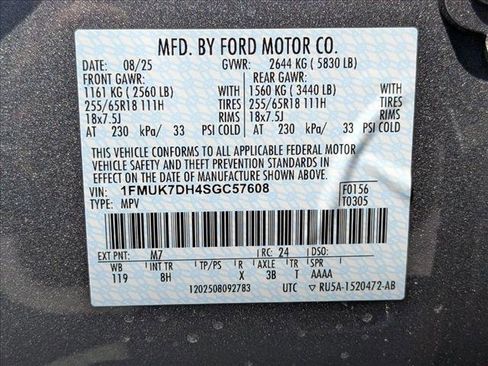 MFD. BY FORD MOTOR CO.
DATE: 08/25 GVWR: 2644 KG ( 5830 LB)
FRONT GAWR: REAR GAWR:
1161 KG ( 2560 LB) WITH 1560 KG ( 3440 LB) WITH
255/65R18 111H TIRES 255/65R18 111H TIRES
18x7.5J RIMS 18x7.5J RIMS
AT 230 kPa/ 33 PSI COLD AT 230 kPa/ 33 PSI COLD
THIS VEHICLE CONFORMS TO ALL APPLICABLE FEDERAL MOTOR
VEHICLE SAFETY AND THEFT PREVENTION STANDARDS IN
EFFECT ON THE DATE OF MANUFACTURE SHOWN ABOVE.
VIN: 1FMUK7DH4SGC57608 F0156
TYPE: MPV T0305
EXT PNT: M7 RC: 24 DSO:
WB INT TR TP/PS R AXLE TR SPR
119 8H X 3B T AAAA
1202508092783 UTC ▽ RU5A-1520472-AB